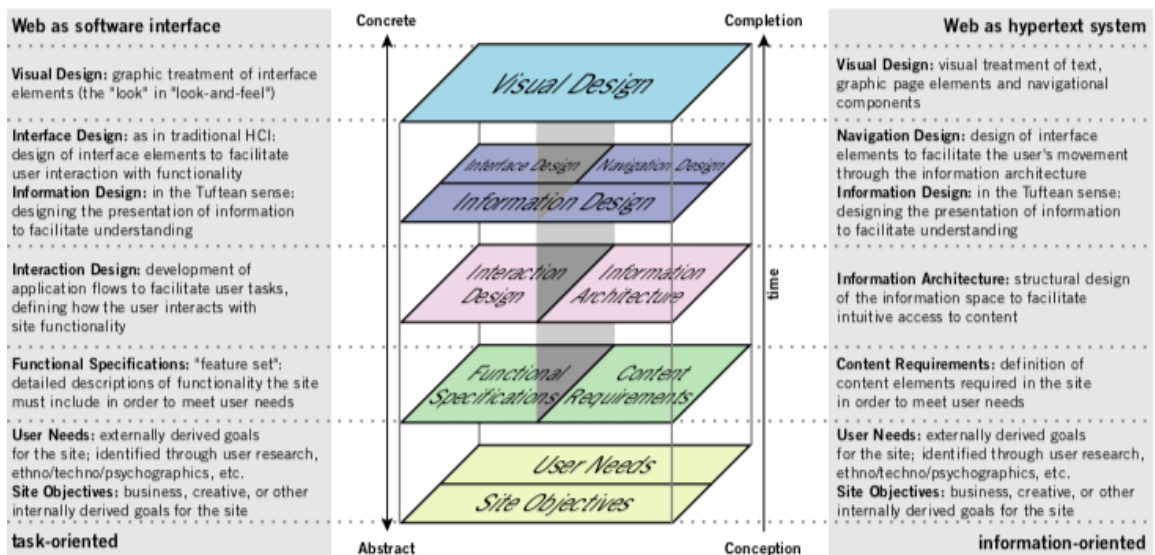 Web as software interface
Visual Design: graphic treatment of interface
elements (the "look" in "look-and-feel")
Interface Design: as in traditional HCI:
design of interface elements to facilitate
user interaction with functionality
Information Design: in the Tuftean sense:
designing the presentation of information
to facilitate understanding
Interaction Design: development of
application flows to facilitate user tasks,
defining how the user interacts with
site functionality
Functional Specifications: "feature set":
detailed descriptions of functionality the site
must include in order to meet user needs
User Needs: externally derived goals
for the site; identified through user research,
ethno/techno/psychographics, etc.
Site Objectives: business, creative, or other
internally derived goals for the site
task-oriented
Concrete
Completion
Visual Design
Interface Design
Navigation Design
Information Design
Interaction
Design
Information
Architecture
time
Functional
Specifications
Content
Requirements
User Needs
Site Objectives
Abstract
Conception
Web as hypertext system
Visual Design: visual treatment of text,
graphic page elements and navigational
components
Navigation Design: design of interface
elements to facilitate the user's movement
through the information architecture
Information Design: in the Tuftean sense:
designing the presentation of information
to facilitate understanding
Information Architecture: structural design
of the information space to facilitate
intuitive access to content
Content Requirements: definition of
content elements required in the site
in order to meet user needs
User Needs: externally derived goals
for the site; identified through user research,
ethno/techno/psychographics, etc.
Site Objectives: business, creative, or other
internally derived goals for the site
information-oriented